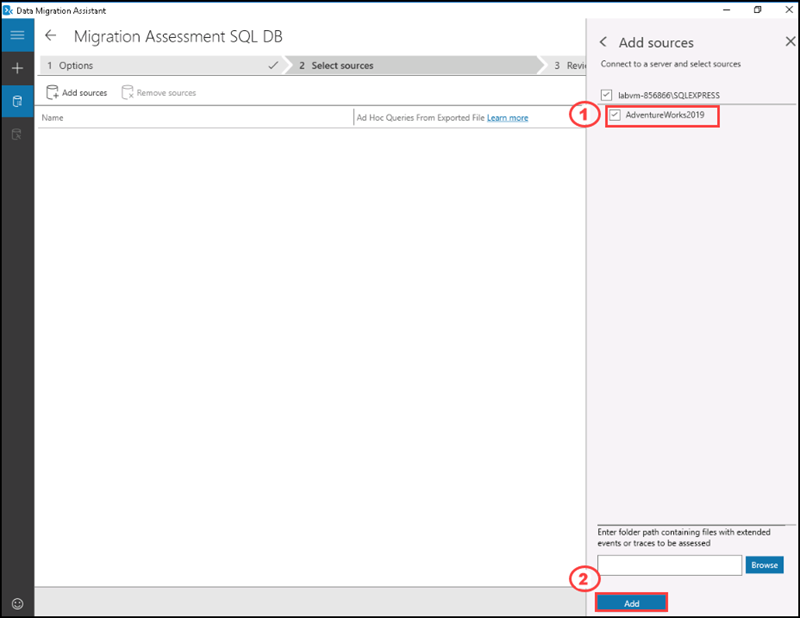 Data Migration Assistant
Migration Assessment SQL DB
1 Options
2 Select sources
3 Revi
Add sources
Remove sources
Name
Ad Hoc Queries From Exported File Learn more
Add sources
Connect to a server and select sources
labvm-856866\SQLEXPRESS
1
AdventureWorks2019
Enter folder path containing files with extended
events or traces to be assessed
Browse
2
Add